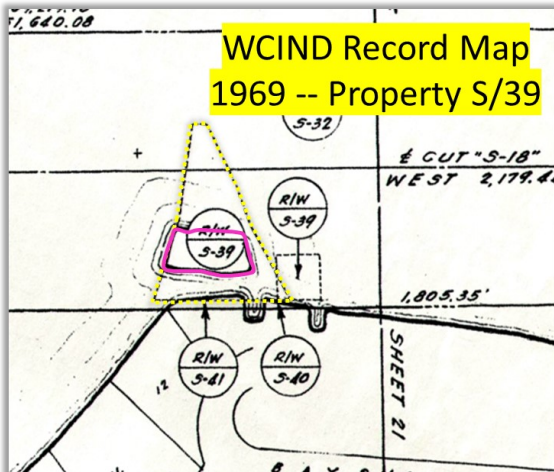 1,640.08
WCIND Record Map
1969 -- Property S/39
S-32
℄ CUT "S-18"
WEST 2,179.4
R/W
S-39
R/W
S-39
1,805.35'
SHEET 21
R/W
S-41
R/W
S-40
12
B A Y